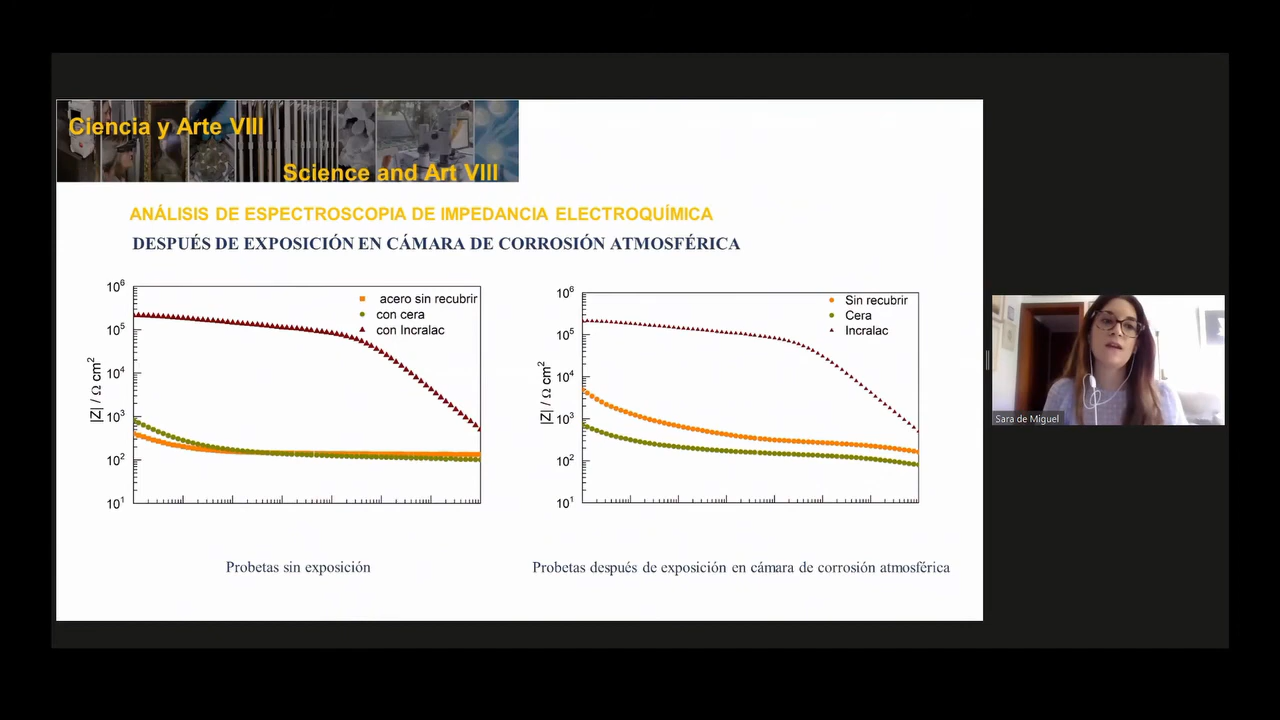 Ciencia y Arte VIII
Science and Art VIII
ANÁLISIS DE ESPECTROSCOPIA DE IMPEDANCIA ELECTROQUÍMICA
DESPUÉS DE EXPOSICIÓN EN CÁMARA DE CORROSIÓN ATMOSFÉRICA
10⁶
10⁵
10⁴
10³
10²
10¹
|Z| / Ω cm²
acero sin recubrir
con cera
con Incralac
Probetas sin exposición
10⁶
10⁵
10⁴
10³
10²
10¹
|Z| / Ω cm²
Sin recubrir
Cera
Incralac
Probetas después de exposición en cámara de corrosión atmosférica
Sara de Miguel